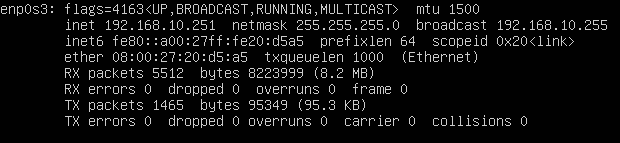 enp0s3: flags=4163<UP,BROADCAST,RUNNING,MULTICAST>  mtu 1500
        inet 192.168.10.251  netmask 255.255.255.0  broadcast 192.168.10.255
        inet6 fe80::a00:27ff:fe20:d5a5  prefixlen 64  scopeid 0x20<link>
        ether 08:00:27:20:d5:a5  txqueuelen 1000  (Ethernet)
        RX packets 5512  bytes 8223999 (8.2 MB)
        RX errors 0  dropped 0  overruns 0  frame 0
        TX packets 1465  bytes 95349 (95.3 KB)
        TX errors 0  dropped 0 overruns 0  carrier 0  collisions 0